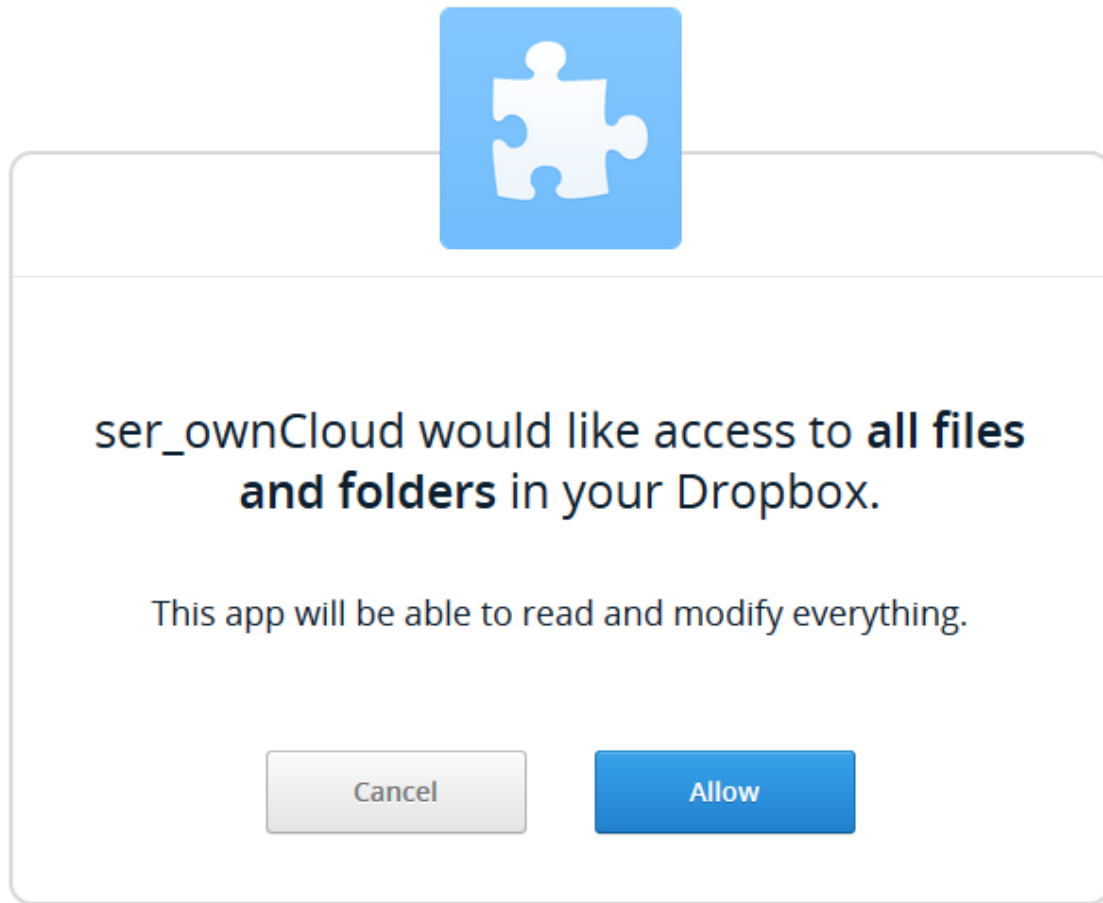 ser_ownCloud would like access to all files
and folders in your Dropbox.
This app will be able to read and modify everything.
Cancel
Allow